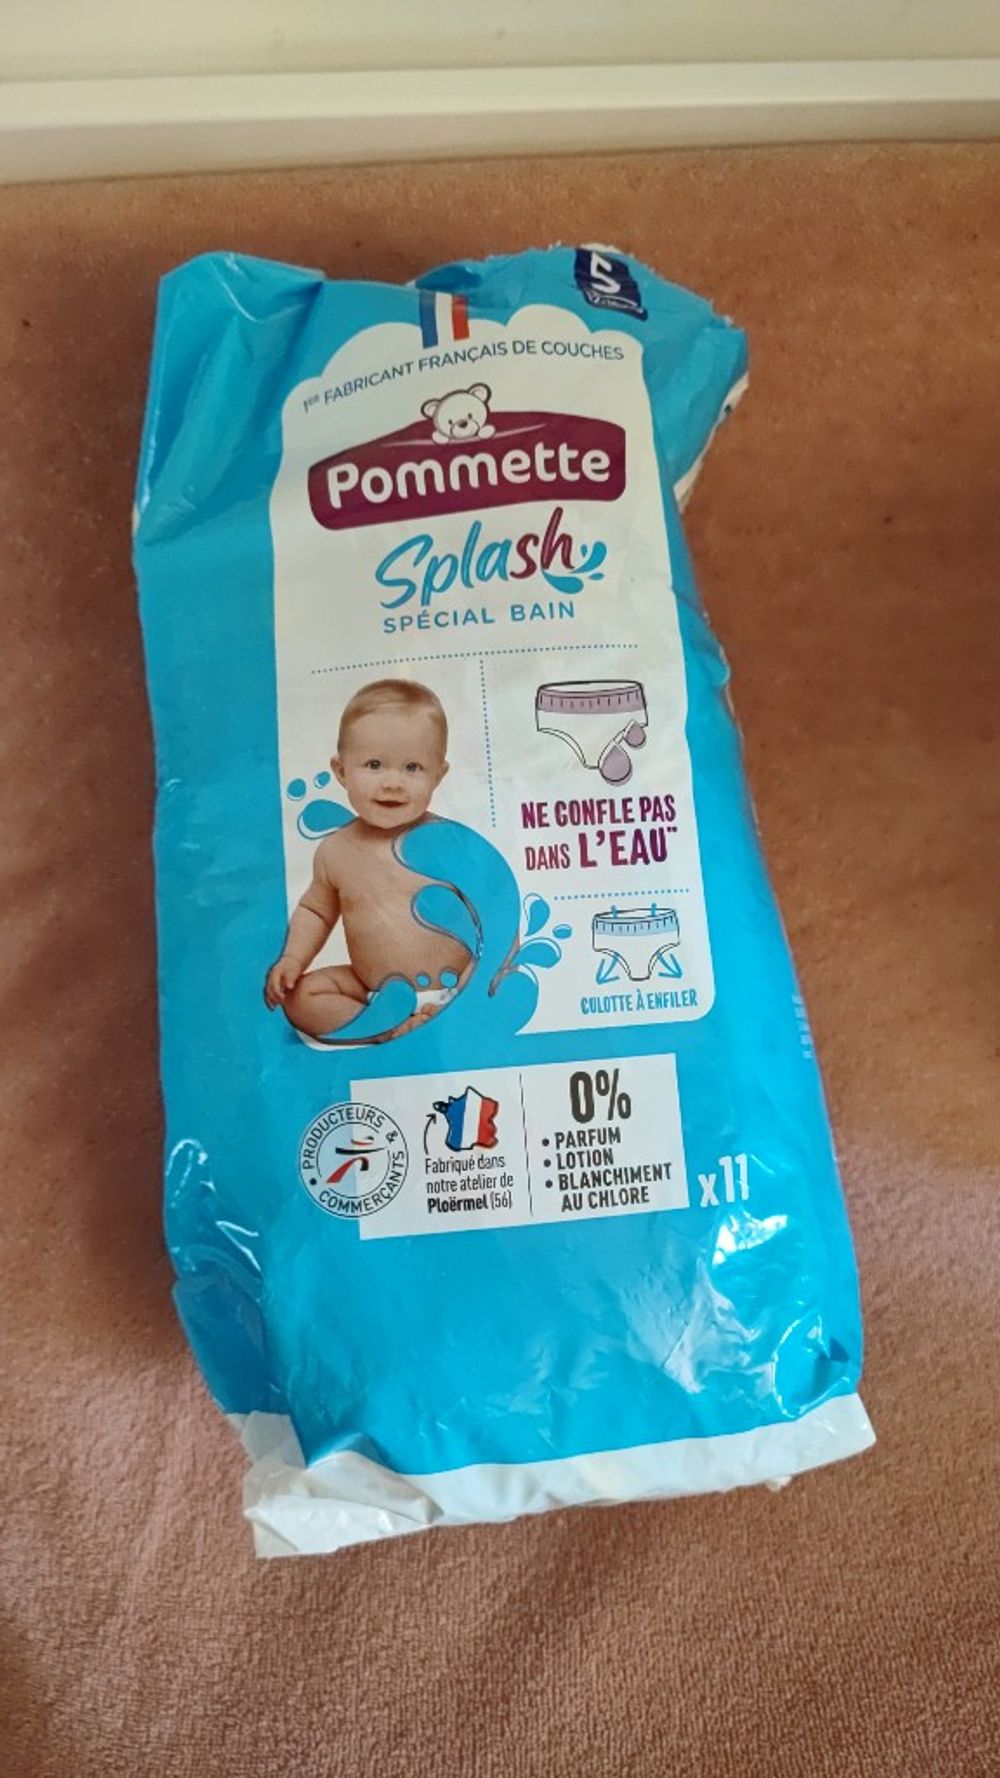 5
1ER FABRICANT FRANÇAIS DE COUCHES
Pommette
Splash
SPÉCIAL BAIN
NE GONFLE PAS
DANS L'EAU**
CULOTTE À ENFILER
PRODUCTEURS & COMMERÇANTS
Fabriqué dans
notre atelier de
Ploërmel (56)
0%
• PARFUM
• LOTION
• BLANCHIMENT
AU CHLORE
x11